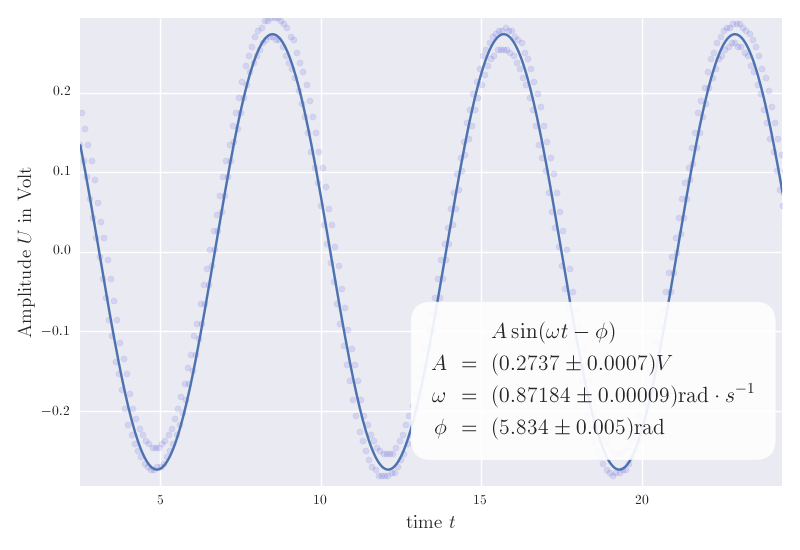 Amplitude U in Volt
0.2
0.1
0.0
−0.1
−0.2
A sin(ωt − ϕ)
A = (0.2737 ± 0.0007)V
ω = (0.87184 ± 0.00009)rad · s⁻¹
ϕ = (5.834 ± 0.005)rad
5 10 15 20
time t